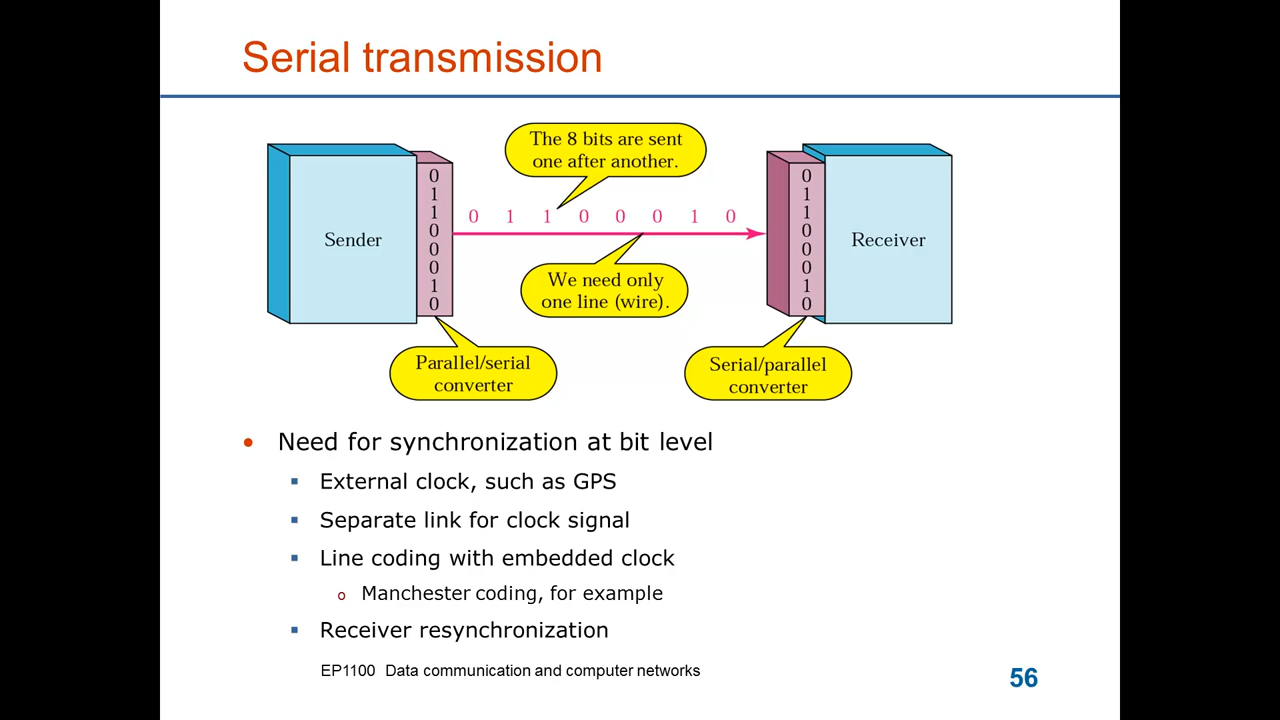 Serial transmission
The 8 bits are sent
one after another.
0 1 1 0 0 0 1 0
Sender
0
1
1
0
0
0
1
0
We need only
one line (wire).
0
1
1
0
0
0
1
0
Receiver
Parallel/serial
converter
Serial/parallel
converter
• Need for synchronization at bit level
▪ External clock, such as GPS
▪ Separate link for clock signal
▪ Line coding with embedded clock
o Manchester coding, for example
▪ Receiver resynchronization
EP1100 Data communication and computer networks
56